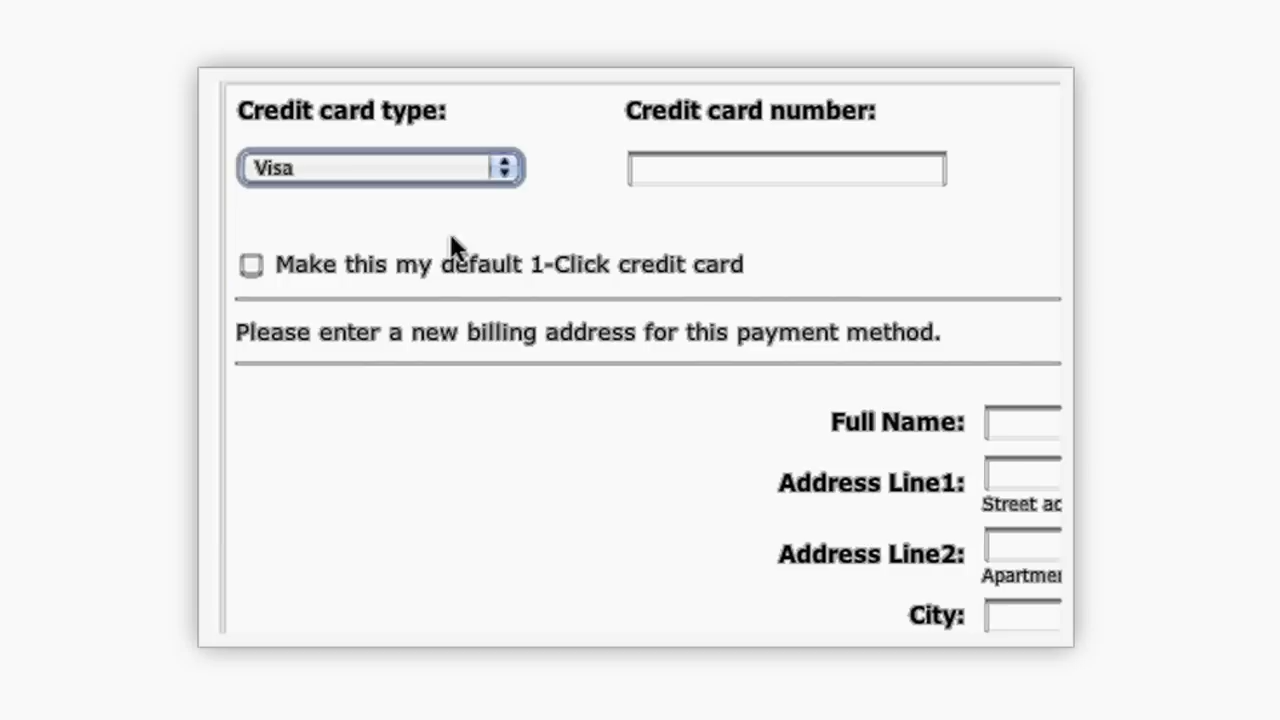 Credit card type: Credit card number:
Visa
Make this my default 1-Click credit card
Please enter a new billing address for this payment method.
Full Name:
Address Line1:
Street
Address Line2:
City: